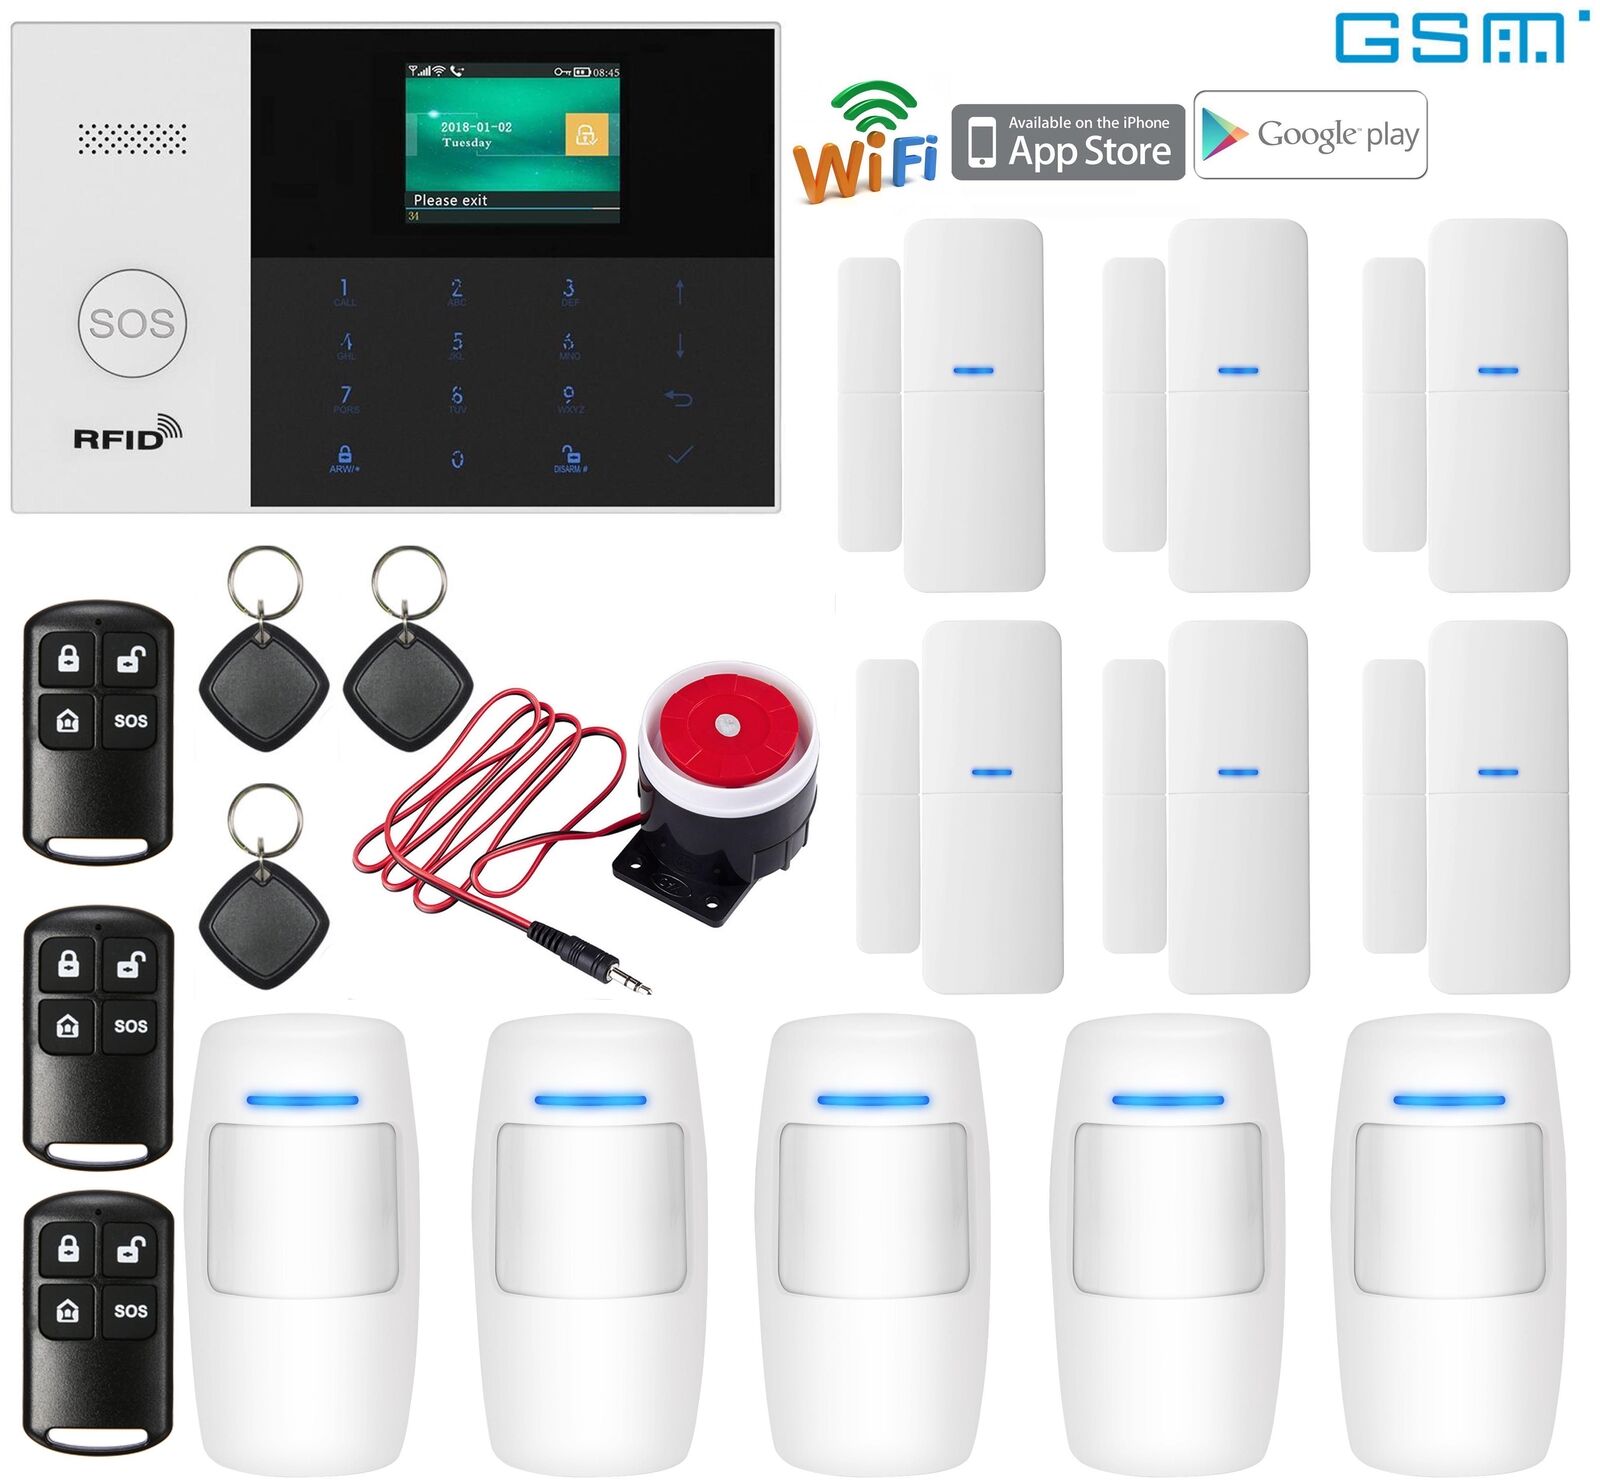 GSM
WiFi
Available on the iPhone
App Store
Google play
08:45
2018-01-02
Tuesday
Please exit
34
SOS
RFID
1
CALL
2
ABC
3
DEF
4
GHL
5
JKL
6
MNO
7
PQRS
8
TUV
9
WXYZ
ARW/*
0
DISARM/#
SOS
SOS
SOS